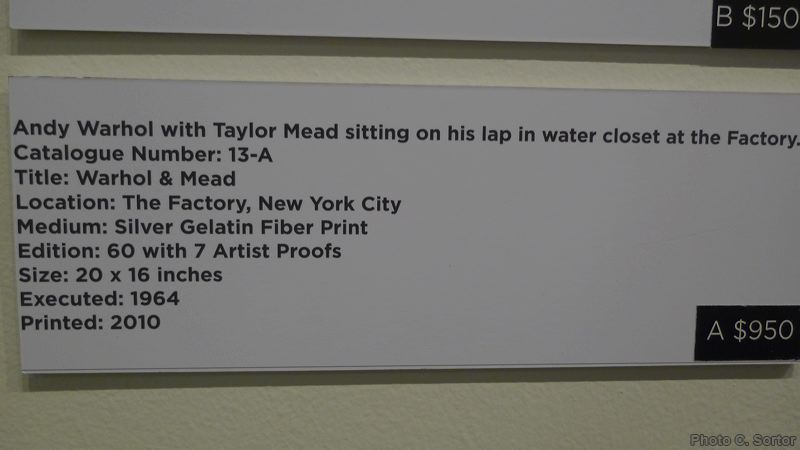 B $150
Andy Warhol with Taylor Mead sitting on his lap in water closet at the Factory.
Catalogue Number: 13-A
Title: Warhol & Mead
Location: The Factory, New York City
Medium: Silver Gelatin Fiber Print
Edition: 60 with 7 Artist Proofs
Size: 20 x 16 inches
Executed: 1964
Printed: 2010
A $950
Photo C. Sortor